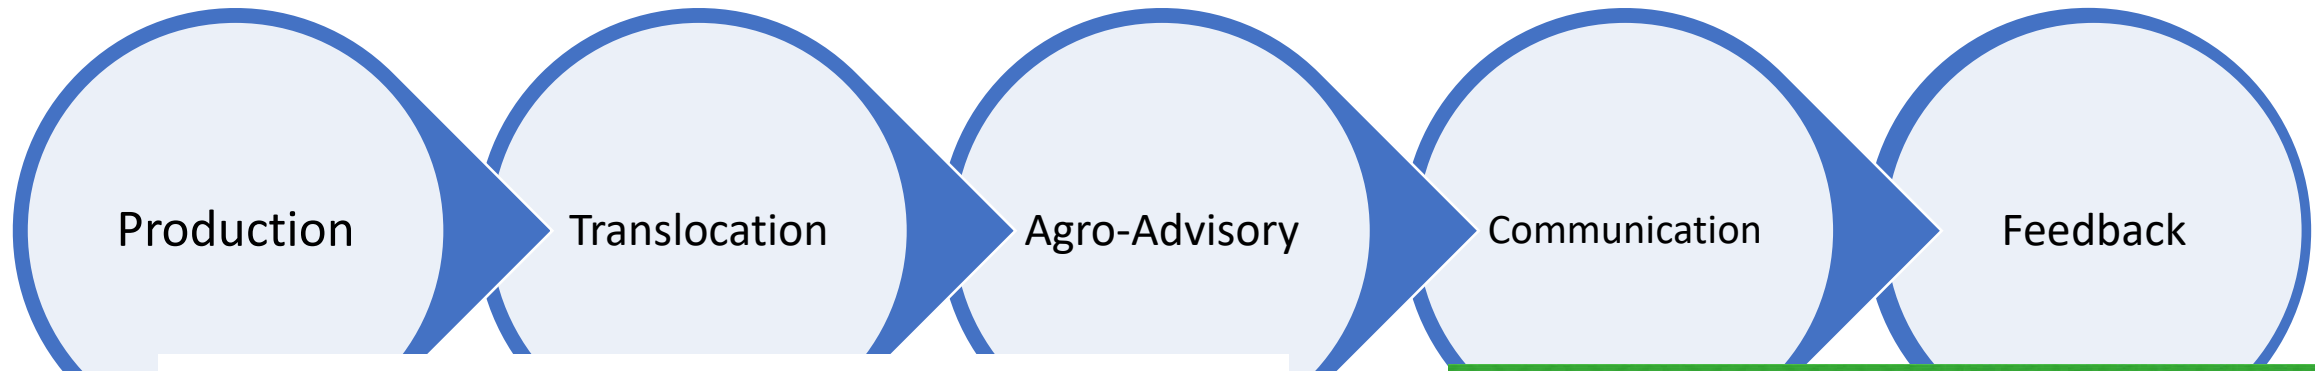 Production
Translocation
Agro-Advisory
Communication
Feedback